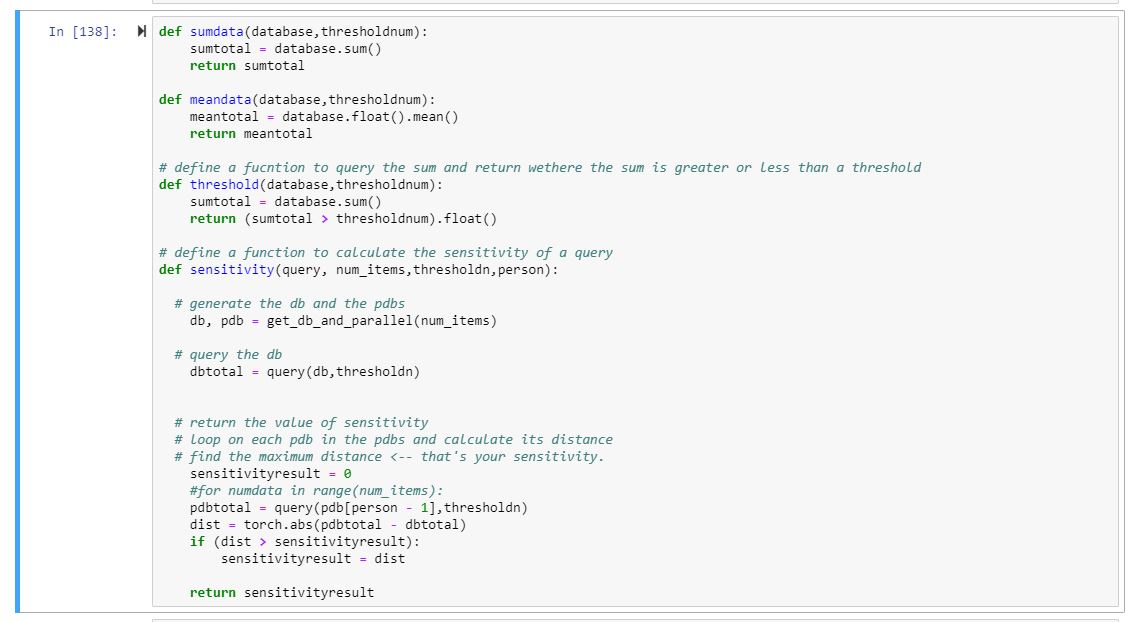 In [138]:
def sumdata(database,thresholdnum):
    sumtotal = database.sum()
    return sumtotal

def meandata(database,thresholdnum):
    meantotal = database.float().mean()
    return meantotal

# define a fucntion to query the sum and return wethere the sum is greater or less than a threshold
def threshold(database,thresholdnum):
    sumtotal = database.sum()
    return (sumtotal > thresholdnum).float()

# define a function to calculate the sensitivity of a query
def sensitivity(query, num_items,thresholdn,person):

  # generate the db and the pdbs
    db, pdb = get_db_and_parallel(num_items)

  # query the db
    dbtotal = query(db,thresholdn)


  # return the value of sensitivity
  # loop on each pdb in the pdbs and calculate its distance
  # find the maximum distance <-- that's your sensitivity.
    sensitivityresult = 0
    #for numdata in range(num_items):
    pdbtotal = query(pdb[person - 1],thresholdn)
    dist = torch.abs(pdbtotal - dbtotal)
    if (dist > sensitivityresult):
        sensitivityresult = dist

    return sensitivityresult